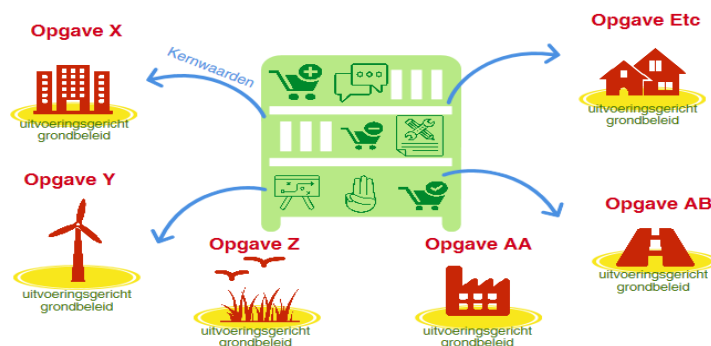 Opgave X
uitvoeringsgericht
grondbeleid
Kernwaarden
Opgave Etc
uitvoeringsgericht
grondbeleid
Opgave Y
uitvoeringsgericht
grondbeleid
Opgave Z
uitvoeringsgericht
grondbeleid
Opgave AA
uitvoeringsgericht
grondbeleid
Opgave AB
uitvoeringsgericht
grondbeleid